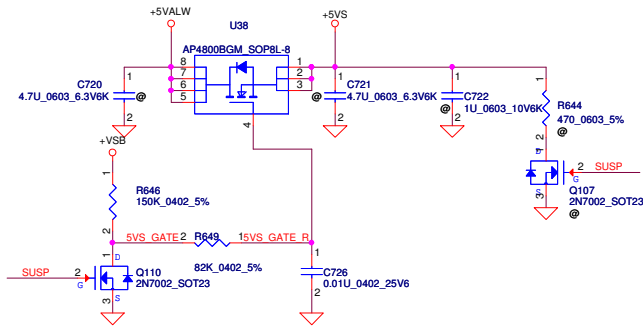 +5VALW
U38
+5VS
AP4800BGM_SOP8L-8
8
7
6
5
1
2
3
4
1
C720
4.7U_0603_6.3V6K
@
2
1
C721
4.7U_0603_6.3V6K
@
2
1
C722
1U_0603_10V6K
@
2
1
R644
470_0603_5%
@
2
1
D
SUSP
2
G
S
3
Q107
2N7002_SOT23
@
+VSB
1
R646
150K_0402_5%
2
5VS_GATE
2
R649
1
5VS_GATE_R
82K_0402_5%
1
D
SUSP
2
G
Q110
2N7002_SOT23
3
S
1
C726
0.01U_0402_25V6
2